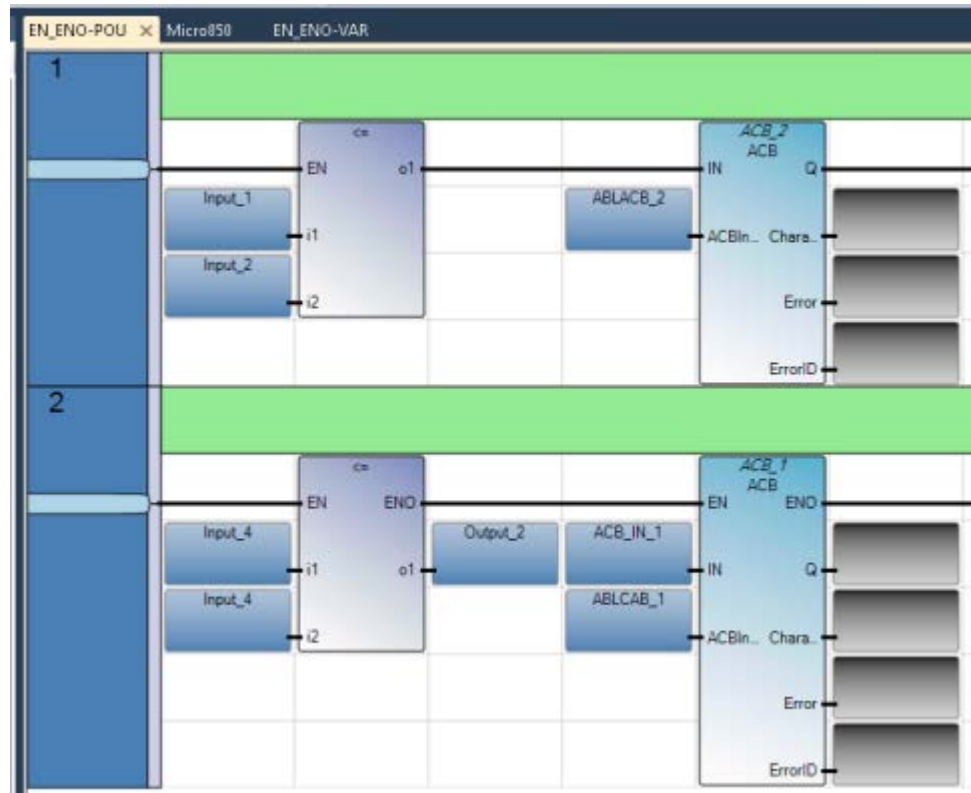 EN_ENO-POU × Micro850 EN_ENO-VAR
1
<= ACB_2
ACB
EN o1 IN Q
Input_1 ABLACB_2
i1 ACBIn... Chara..
Input_2
i2 Error
ErrorID
2
<= ACB_1
ACB
EN ENO EN ENO
Input_4 Output_2 ACB_IN_1
i1 o1 IN Q
Input_4 ABLCAB_1
i2 ACBIn... Chara..
Error
ErrorID